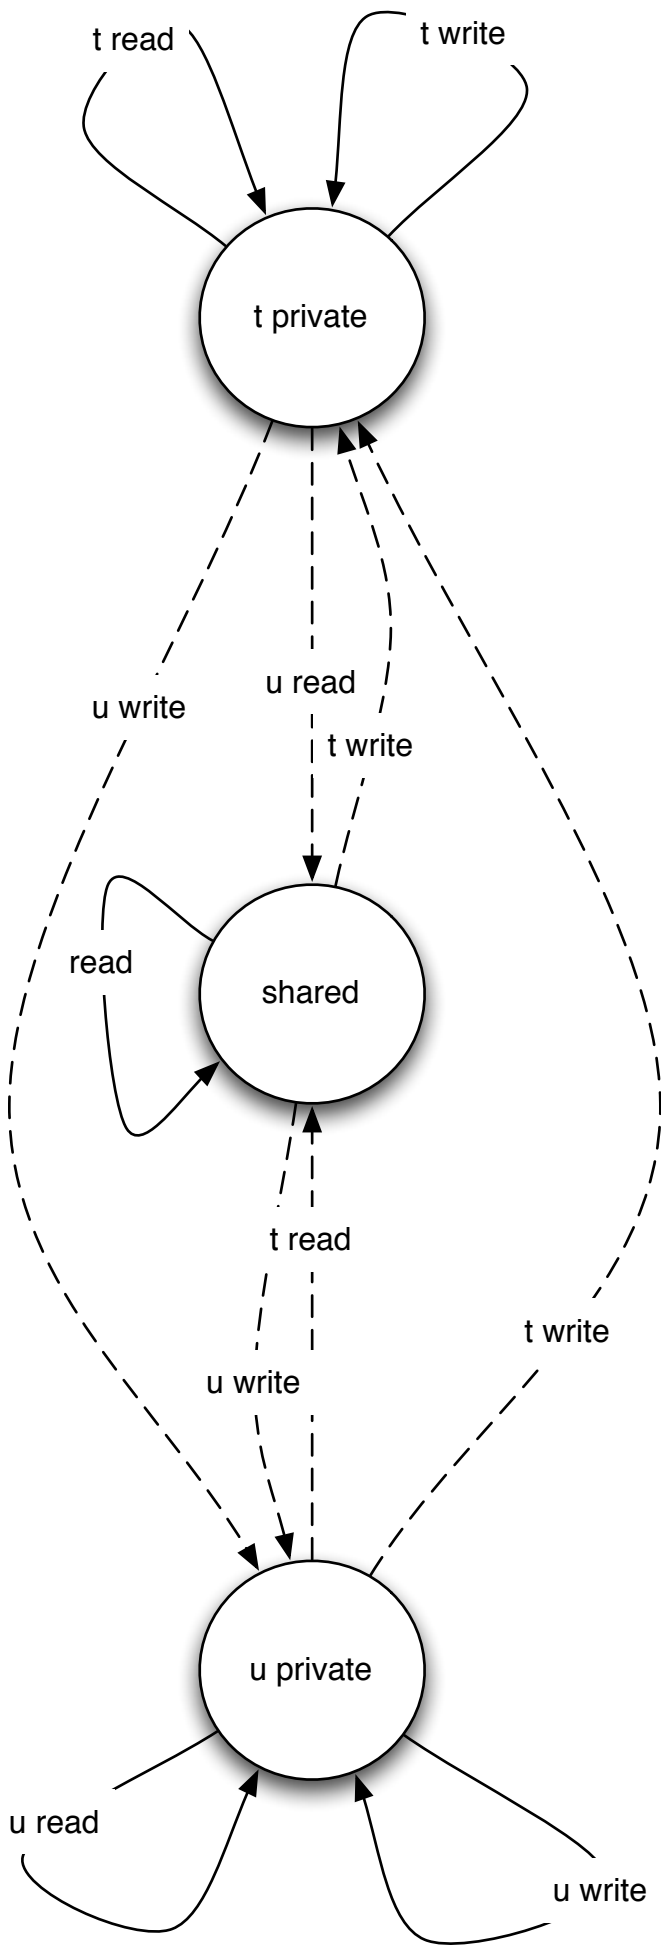 t read
t write
t private
u read
u write
t write
read
shared
t read
t write
u write
u private
u read
u write